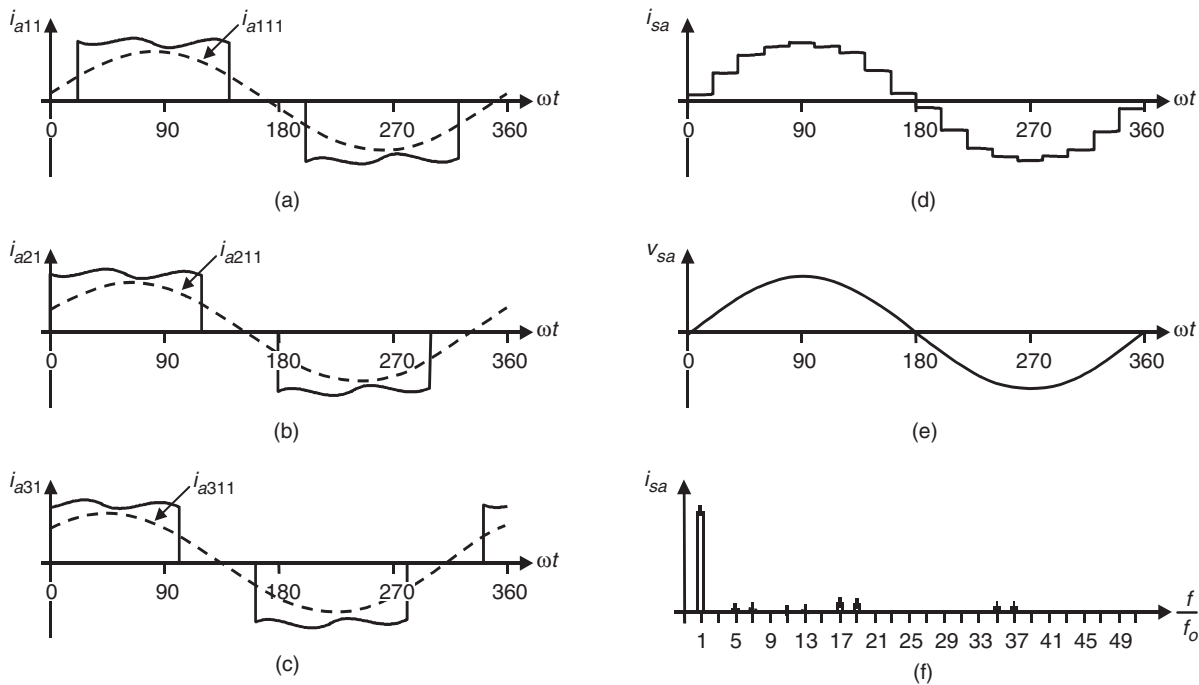 i_a11
i_a111
ωt
0 90 180 270 360
(a)
i_a21
i_a211
ωt
0 90 180 270 360
(b)
i_a31
i_a311
ωt
0 90 180 270 360
(c)
i_sa
ωt
0 90 180 270 360
(d)
v_sa
ωt
0 90 180 270 360
(e)
i_sa
f
f_o
1 5 9 13 17 21 25 29 33 37 41 45 49
(f)